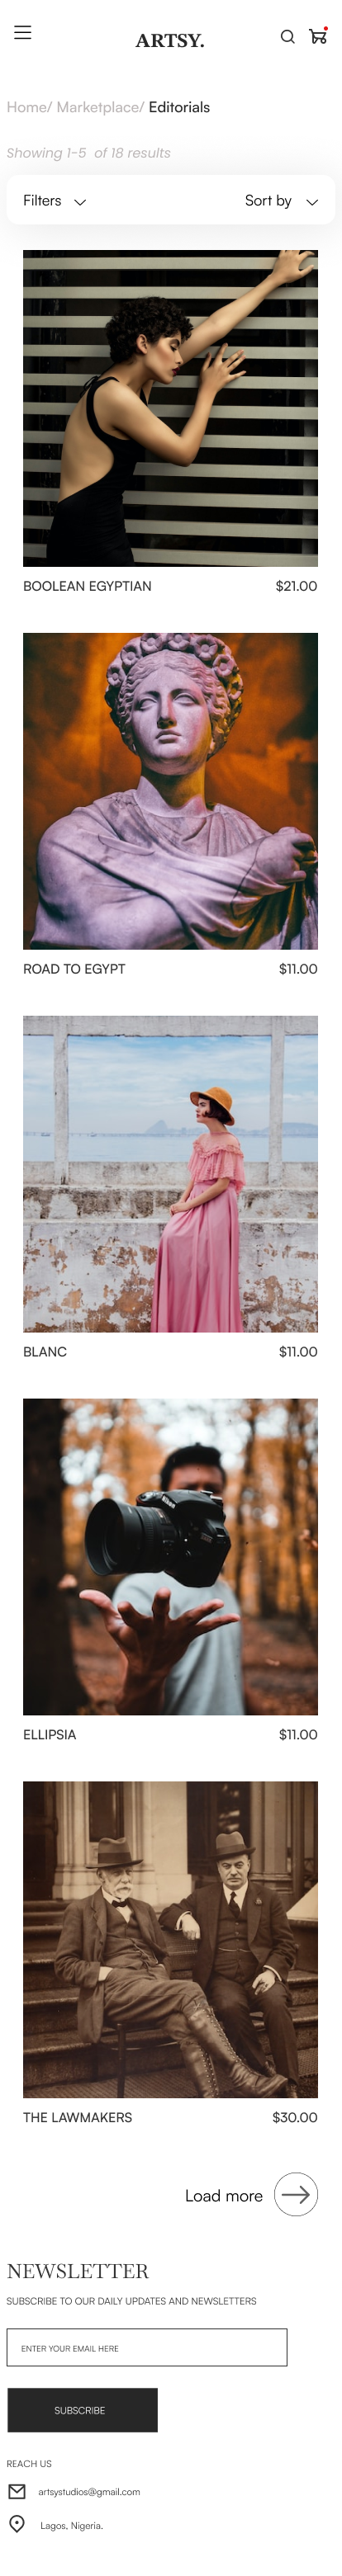 ARTSY.
Home/ Marketplace/ Editorials
Showing 1-5 of 18 results
Filters Sort by
BOOLEAN EGYPTIAN $21.00
ROAD TO EGYPT $11.00
BLANC $11.00
Nikon
ELLIPSIA $11.00
THE LAWMAKERS $30.00
Load more
NEWSLETTER
SUBSCRIBE TO OUR DAILY UPDATES AND NEWSLETTERS
ENTER YOUR EMAIL HERE
SUBSCRIBE
REACH US
artsystudios@gmail.com
Lagos, Nigeria.